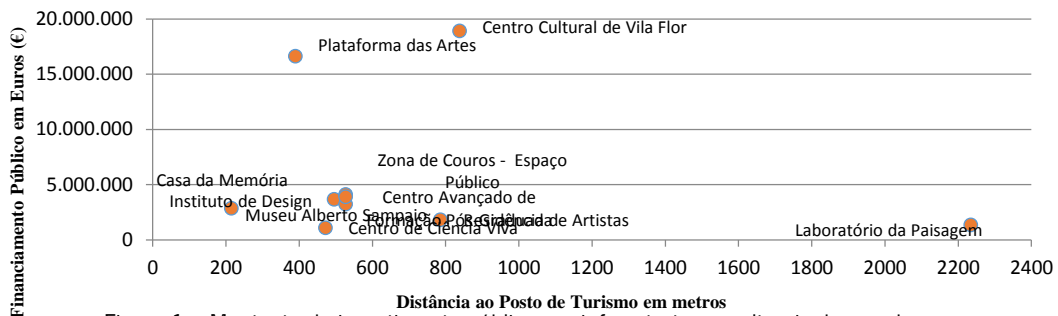 Financiamento Público em Euros (€)
20.000.000
15.000.000
10.000.000
5.000.000
0
Centro Cultural de Vila Flor
Plataforma das Artes
Zona de Couros - Espaço
Público
Casa da Memória
Instituto de Design
Centro Avançado de
Formação Pós-Graduada
Museu Alberto Sampaio
Residência de Artistas
Centro de Ciência Viva
Laboratório da Paisagem
0 200 400 600 800 1000 1200 1400 1600 1800 2000 2200 2400
Distância ao Posto de Turismo em metros